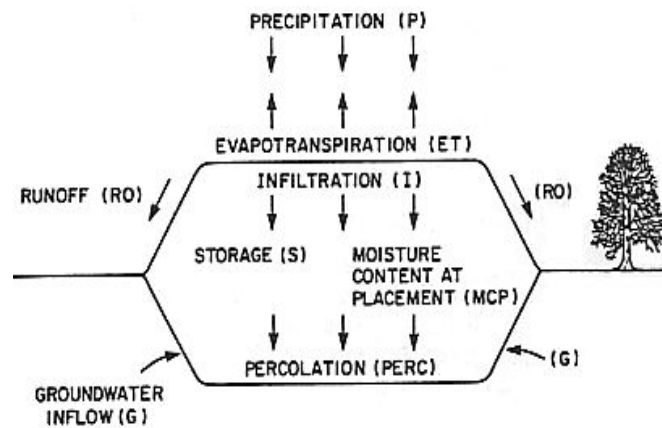 PRECIPITATION (P)
EVAPOTRANSPIRATION (ET)
INFILTRATION (I)
RUNOFF (RO)
(RO)
STORAGE (S)
MOISTURE
CONTENT AT
PLACEMENT (MCP)
PERCOLATION (PERC)
(G)
GROUNDWATER
INFLOW (G)